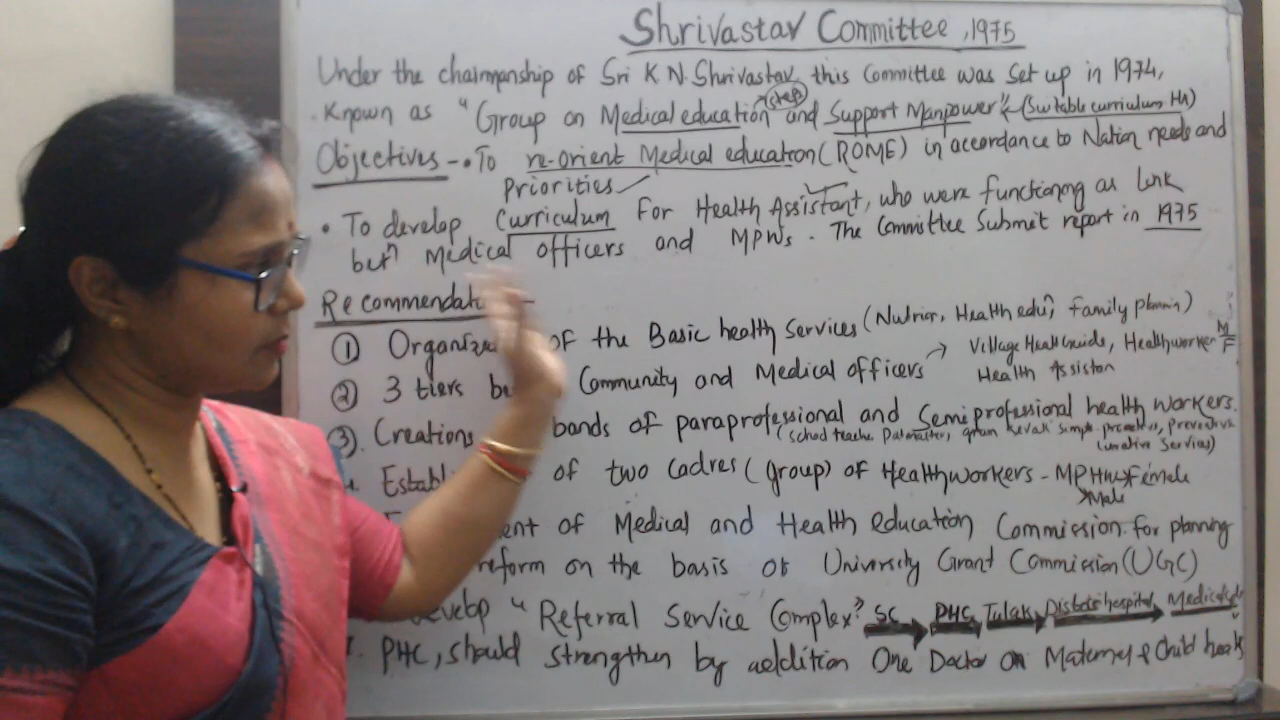 Shrivastav Committee, 1975
Under the chairmanship of Sri K N. Shrivastav, this Committee was set up in 1974,
Known as "Group on Medical education (step) and Support Manpower" (Suitable curriculum HA)
Objectives - • To re-orient Medical education (ROME) in accordance to Nation needs and
Priorities
• To develop Curriculum for Health Assistant, who were functioning as link
betn Medical officers and MPWs. The Committee Submit report in 1975
Recommendat
① Organiz of the Basic health Services (Nutrion, Health edun, family plannin)
② 3 tiers be Community and Medical officers → Village Health Guide, Healthworker M F
Health Assistan
③. Creations bands of paraprofessional and Semiprofessional health workers.
(school teache Palmaster, gram sevak simple promotive, preventive
curative services)
Establ of two Cadres (group) of Healthworkers - MPHW Female
Male
ent of Medical and Health education Commission for planning
reform on the basis of University Grant Commission (UGC)
evelop "Referral Service Complex" SC PHC Taluk District hospital Medical
PHC, should strengthen by addition One Doctor on Maternal & Child health